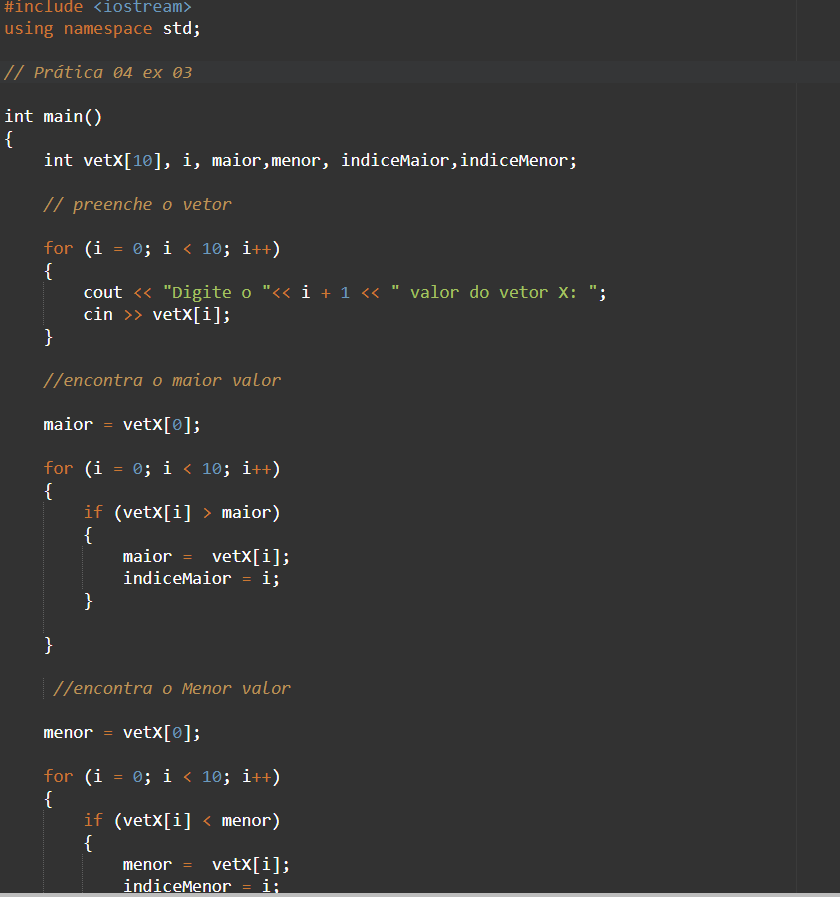 #include <iostream>
using namespace std;
// Prática 04 ex 03
int main()
{
int vetX[10], i, maior,menor, indiceMaior,indiceMenor;
// preenche o vetor
for (i = 0; i < 10; i++)
{
cout << "Digite o "<< i + 1 << " valor do vetor X: ";
cin >> vetX[i];
}
//encontra o maior valor
maior = vetX[0];
for (i = 0; i < 10; i++)
{
if (vetX[i] > maior)
{
maior =  vetX[i];
indiceMaior = i;
}
}
//encontra o Menor valor
menor = vetX[0];
for (i = 0; i < 10; i++)
{
if (vetX[i] < menor)
{
menor =  vetX[i];
indiceMenor = i;